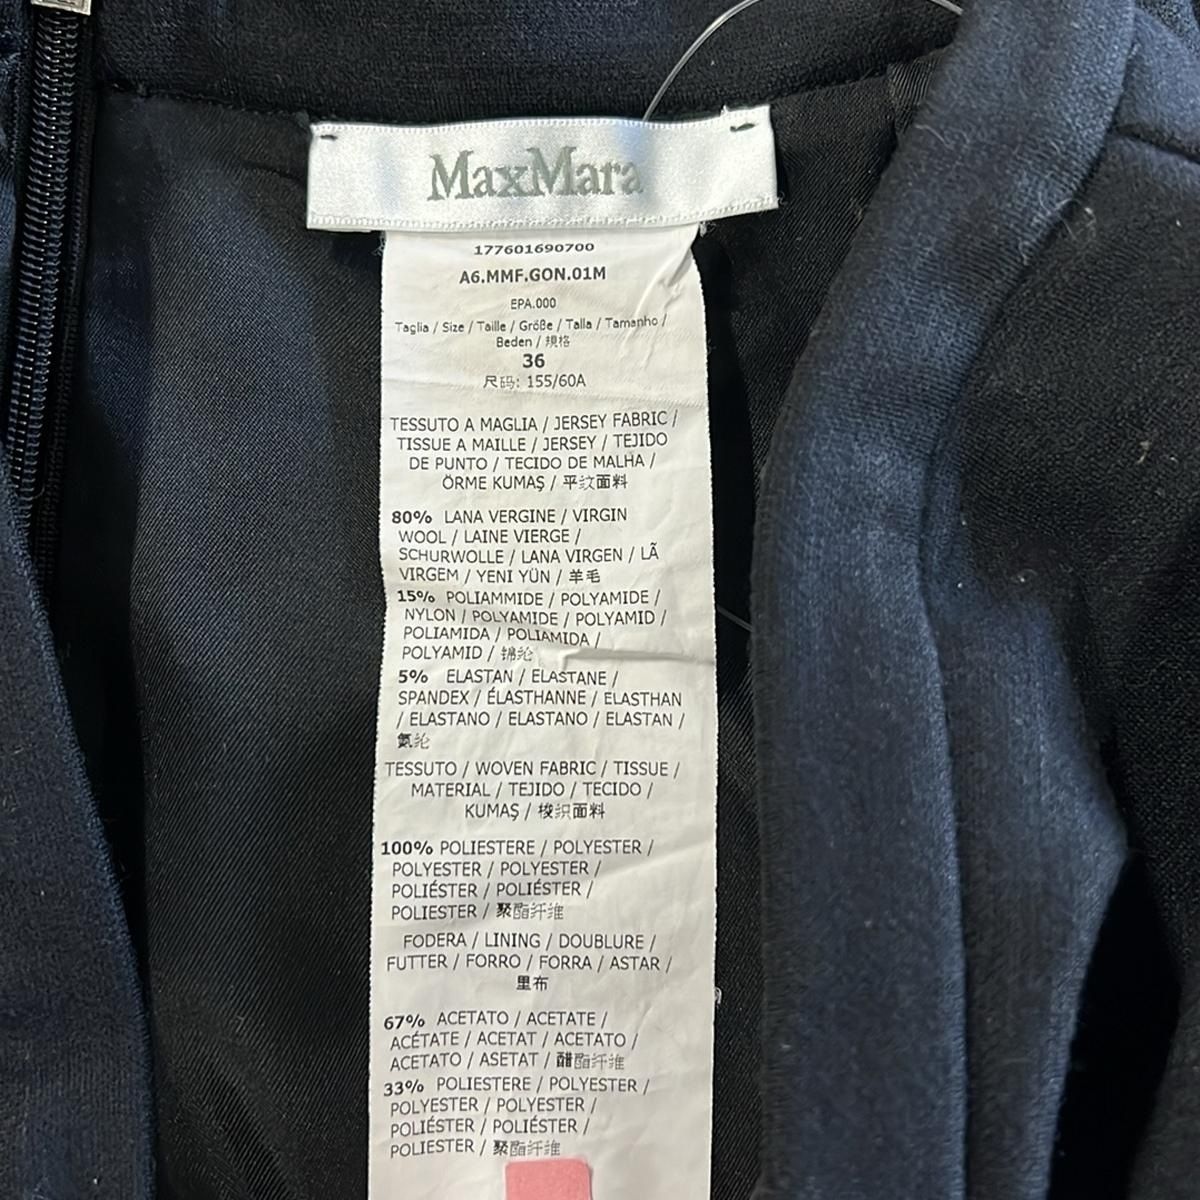 MaxMara
177601690700
A6.MMF.GON.01M
EPA.000
Taglia / Size / Taille / Größe / Talla / Tamanho /
Beden / 規格
36
尺码: 155/60A
TESSUTO A MAGLIA / JERSEY FABRIC /
TISSUE A MAILLE / JERSEY / TEJIDO
DE PUNTO / TECIDO DE MALHA /
ÖRME KUMAŞ / 平纹面料
80% LANA VERGINE / VIRGIN
WOOL / LAINE VIERGE /
SCHURWOLLE / LANA VIRGEN / LÃ
VIRGEM / YENI YÜN / 羊毛
15% POLIAMMIDE / POLYAMIDE /
NYLON / POLYAMIDE / POLYAMID /
POLIAMIDA / POLIAMIDA /
POLYAMID / 锦纶
5% ELASTAN / ELASTANE /
SPANDEX / ÉLASTHANNE / ELASTHAN
/ ELASTANO / ELASTANO / ELASTAN /
氨纶
TESSUTO / WOVEN FABRIC / TISSUE /
MATERIAL / TEJIDO / TECIDO /
KUMAŞ / 梭织面料
100% POLIESTERE / POLYESTER /
POLYESTER / POLYESTER /
POLIÉSTER / POLIÉSTER /
POLIESTER / 聚酯纤维
FODERA / LINING / DOUBLURE /
FUTTER / FORRO / FORRA / ASTAR /
里布
67% ACETATO / ACETATE /
ACÉTATE / ACETAT / ACETATO /
ACETATO / ASETAT / 醋酯纤维
33% POLIESTERE / POLYESTER /
POLYESTER / POLYESTER /
POLIÉSTER / POLIÉSTER /
POLIESTER / 聚酯纤维